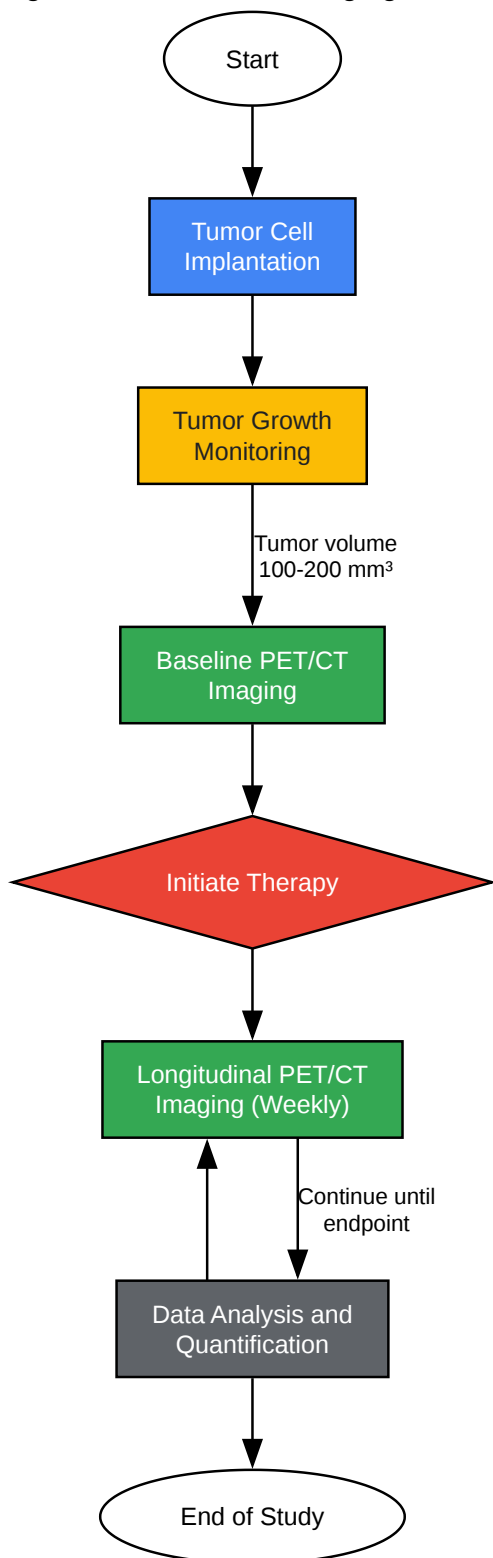 Start
Tumor Cell
Implantation
Tumor Growth
Monitoring
Tumor volume
100-200 mm³
Baseline PET/CT
Imaging
Initiate Therapy
Longitudinal PET/CT
Imaging (Weekly)
Continue until
endpoint
Data Analysis and
Quantification
End of Study